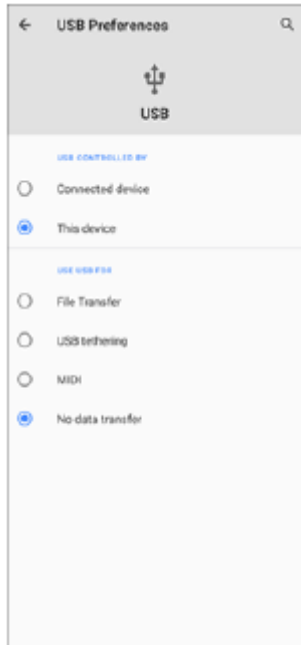 USB Preferences
USB
USB CONTROLLED BY
Connected device
This device
USE USB FOR
File Transfer
USB tethering
MIDI
No data transfer